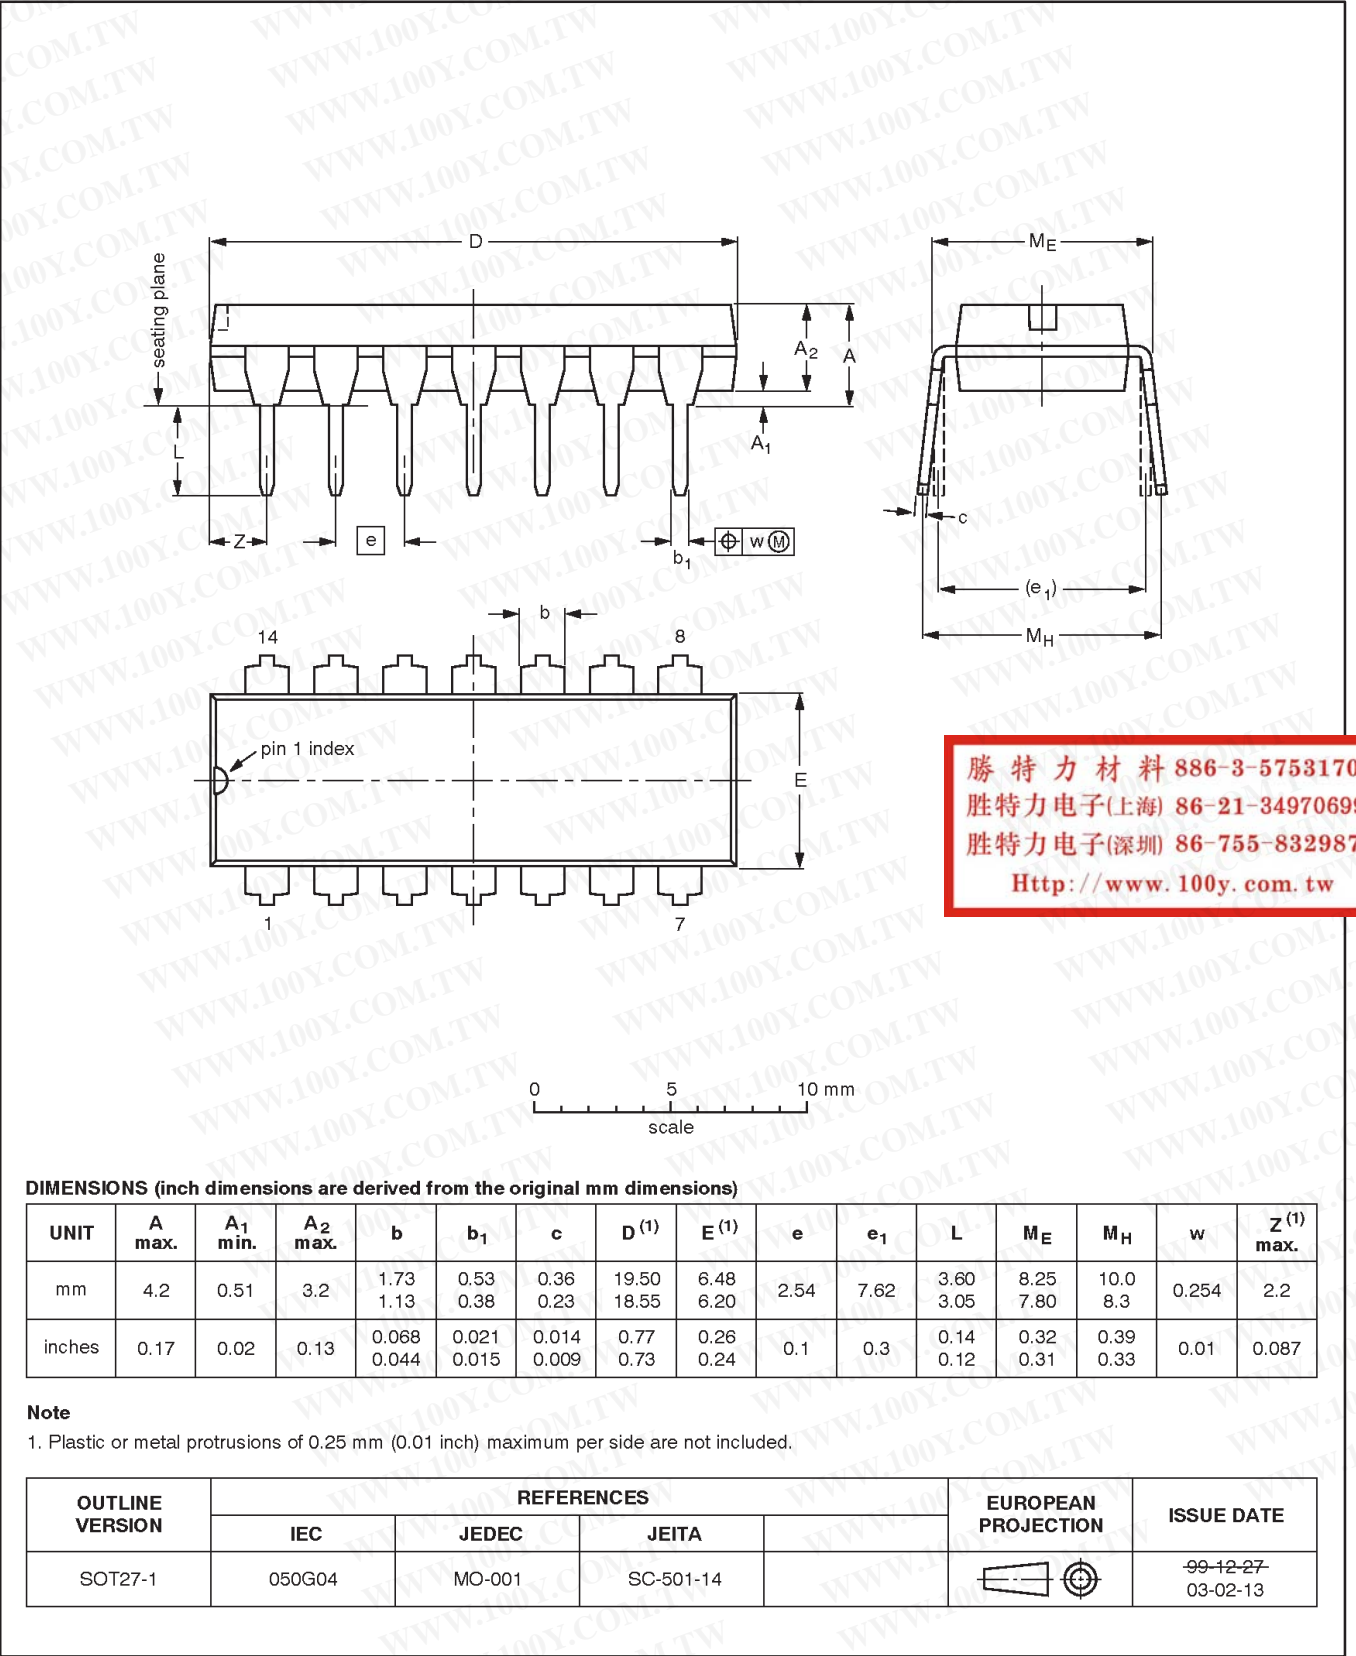 D
ME
seating plane
A2
A
A1
L
c
Z
e
b1
w M
(e1)
MH
b
14
8
pin 1 index
E
1
7
勝特力材料 886-3-5753170
胜特力电子(上海) 86-21-3497069
胜特力电子(深圳) 86-755-832987
Http://www.100y.com.tw
0 5 10 mm
scale
DIMENSIONS (inch dimensions are derived from the original mm dimensions)
UNIT A max. A1 min. A2 max. b b1 c D(1) E(1) e e1 L ME MH w Z(1) max.
mm 4.2 0.51 3.2 1.73 1.13 0.53 0.38 0.36 0.23 19.50 18.55 6.48 6.20 2.54 7.62 3.60 3.05 8.25 7.80 10.0 8.3 0.254 2.2
inches 0.17 0.02 0.13 0.068 0.044 0.021 0.015 0.014 0.009 0.77 0.73 0.26 0.24 0.1 0.3 0.14 0.12 0.32 0.31 0.39 0.33 0.01 0.087
Note
1. Plastic or metal protrusions of 0.25 mm (0.01 inch) maximum per side are not included.
OUTLINE VERSION REFERENCES EUROPEAN PROJECTION ISSUE DATE
IEC JEDEC JEITA
SOT27-1 050G04 MO-001 SC-501-14 99-12-27
03-02-13
WWW.100Y.COM.TW